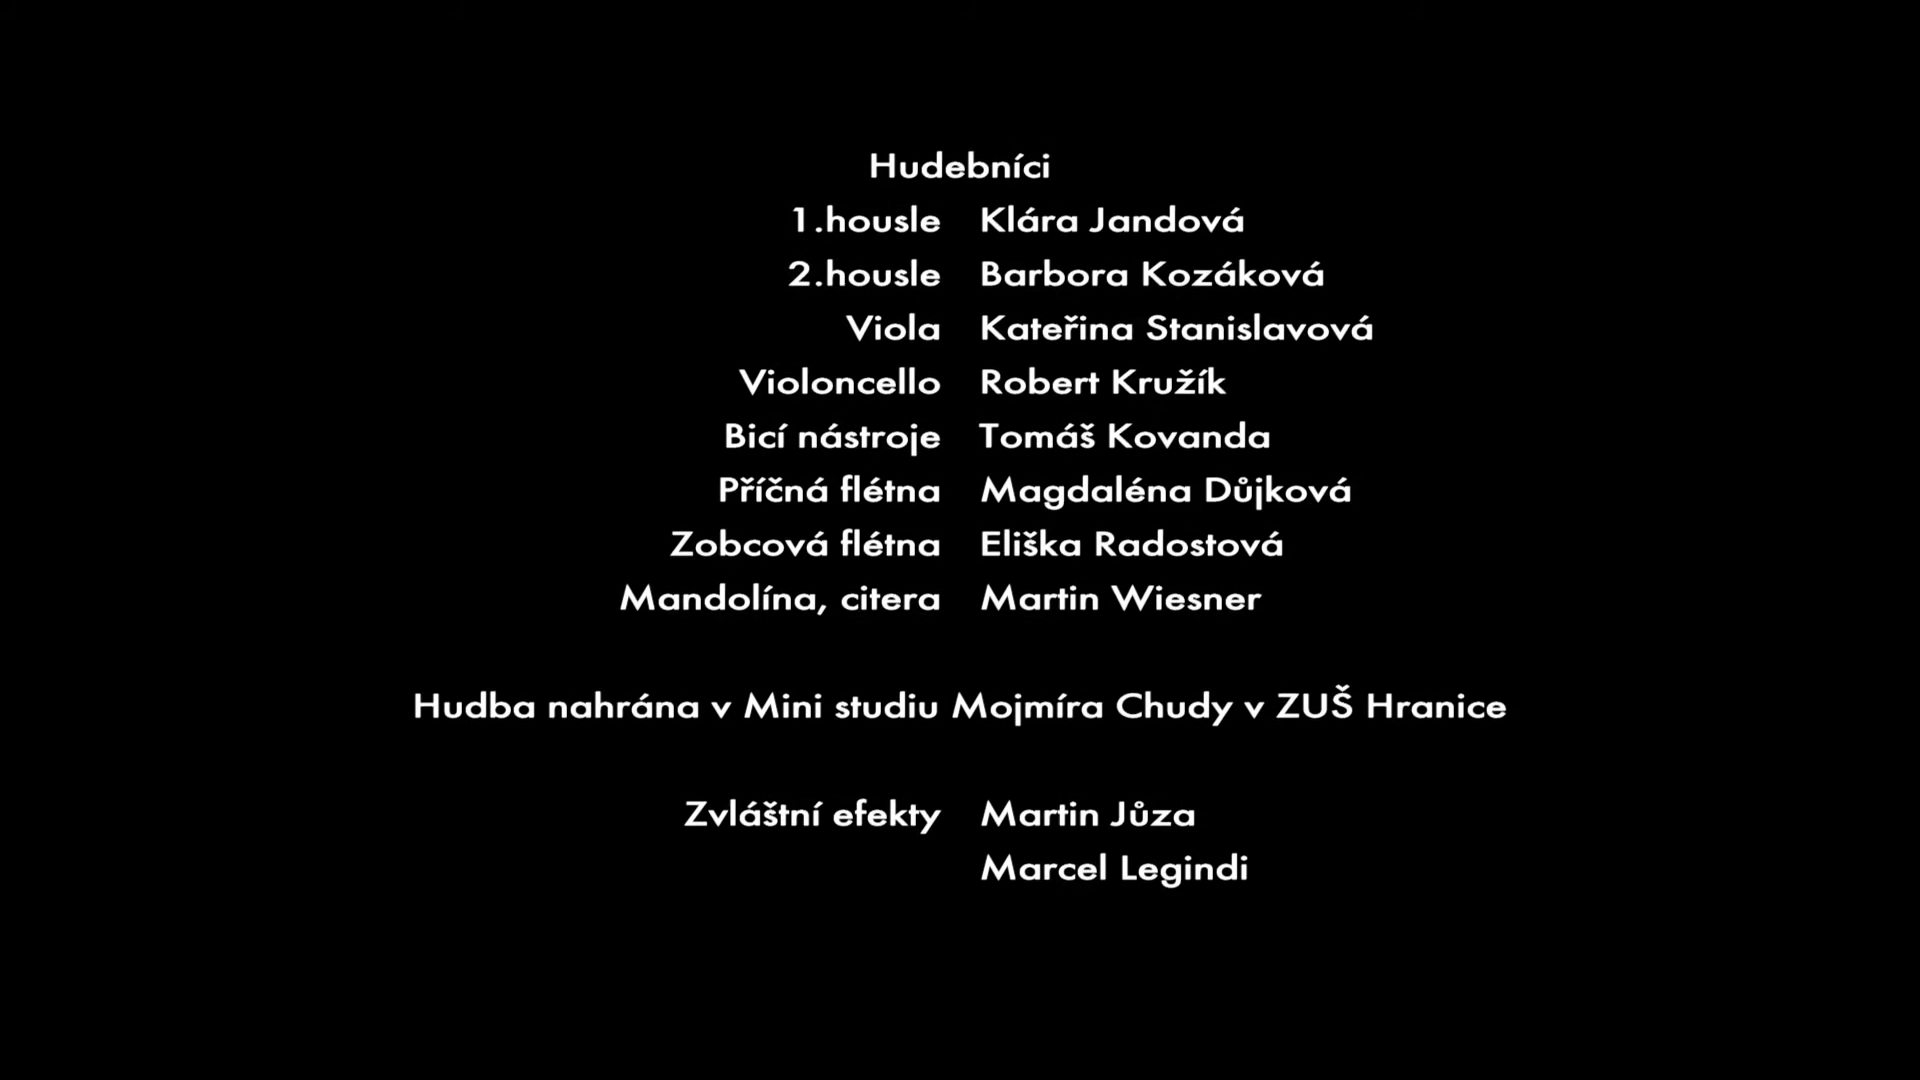 Hudebníci
1.housle Klára Jandová
2.housle Barbora Kozáková
Viola Kateřina Stanislavová
Violoncello Robert Kružík
Bicí nástroje Tomáš Kovanda
Příčná flétna Magdaléna Důjková
Zobcová flétna Eliška Radostová
Mandolína, citera Martin Wiesner
Hudba nahrána v Mini studiu Mojmíra Chudy v ZUŠ Hranice
Zvláštní efekty Martin Jůza
Marcel Legindi